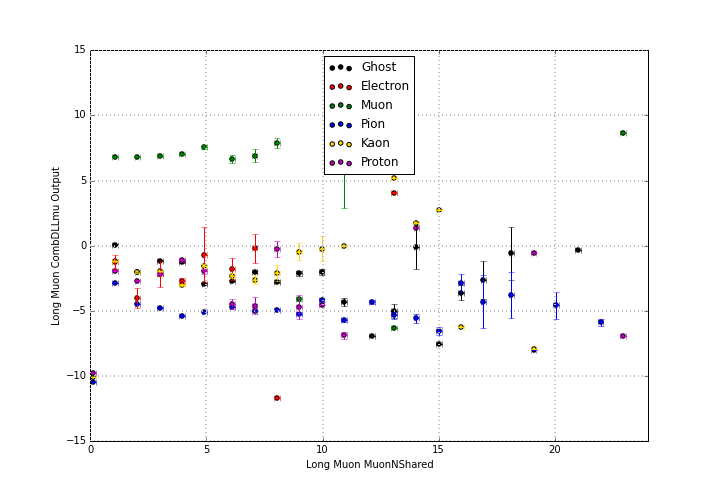 15
10
5
0
−5
−10
−15
Long Muon CombDLLmu Output
Ghost
Electron
Muon
Pion
Kaon
Proton
0 5 10 15 20
Long Muon MuonNShared